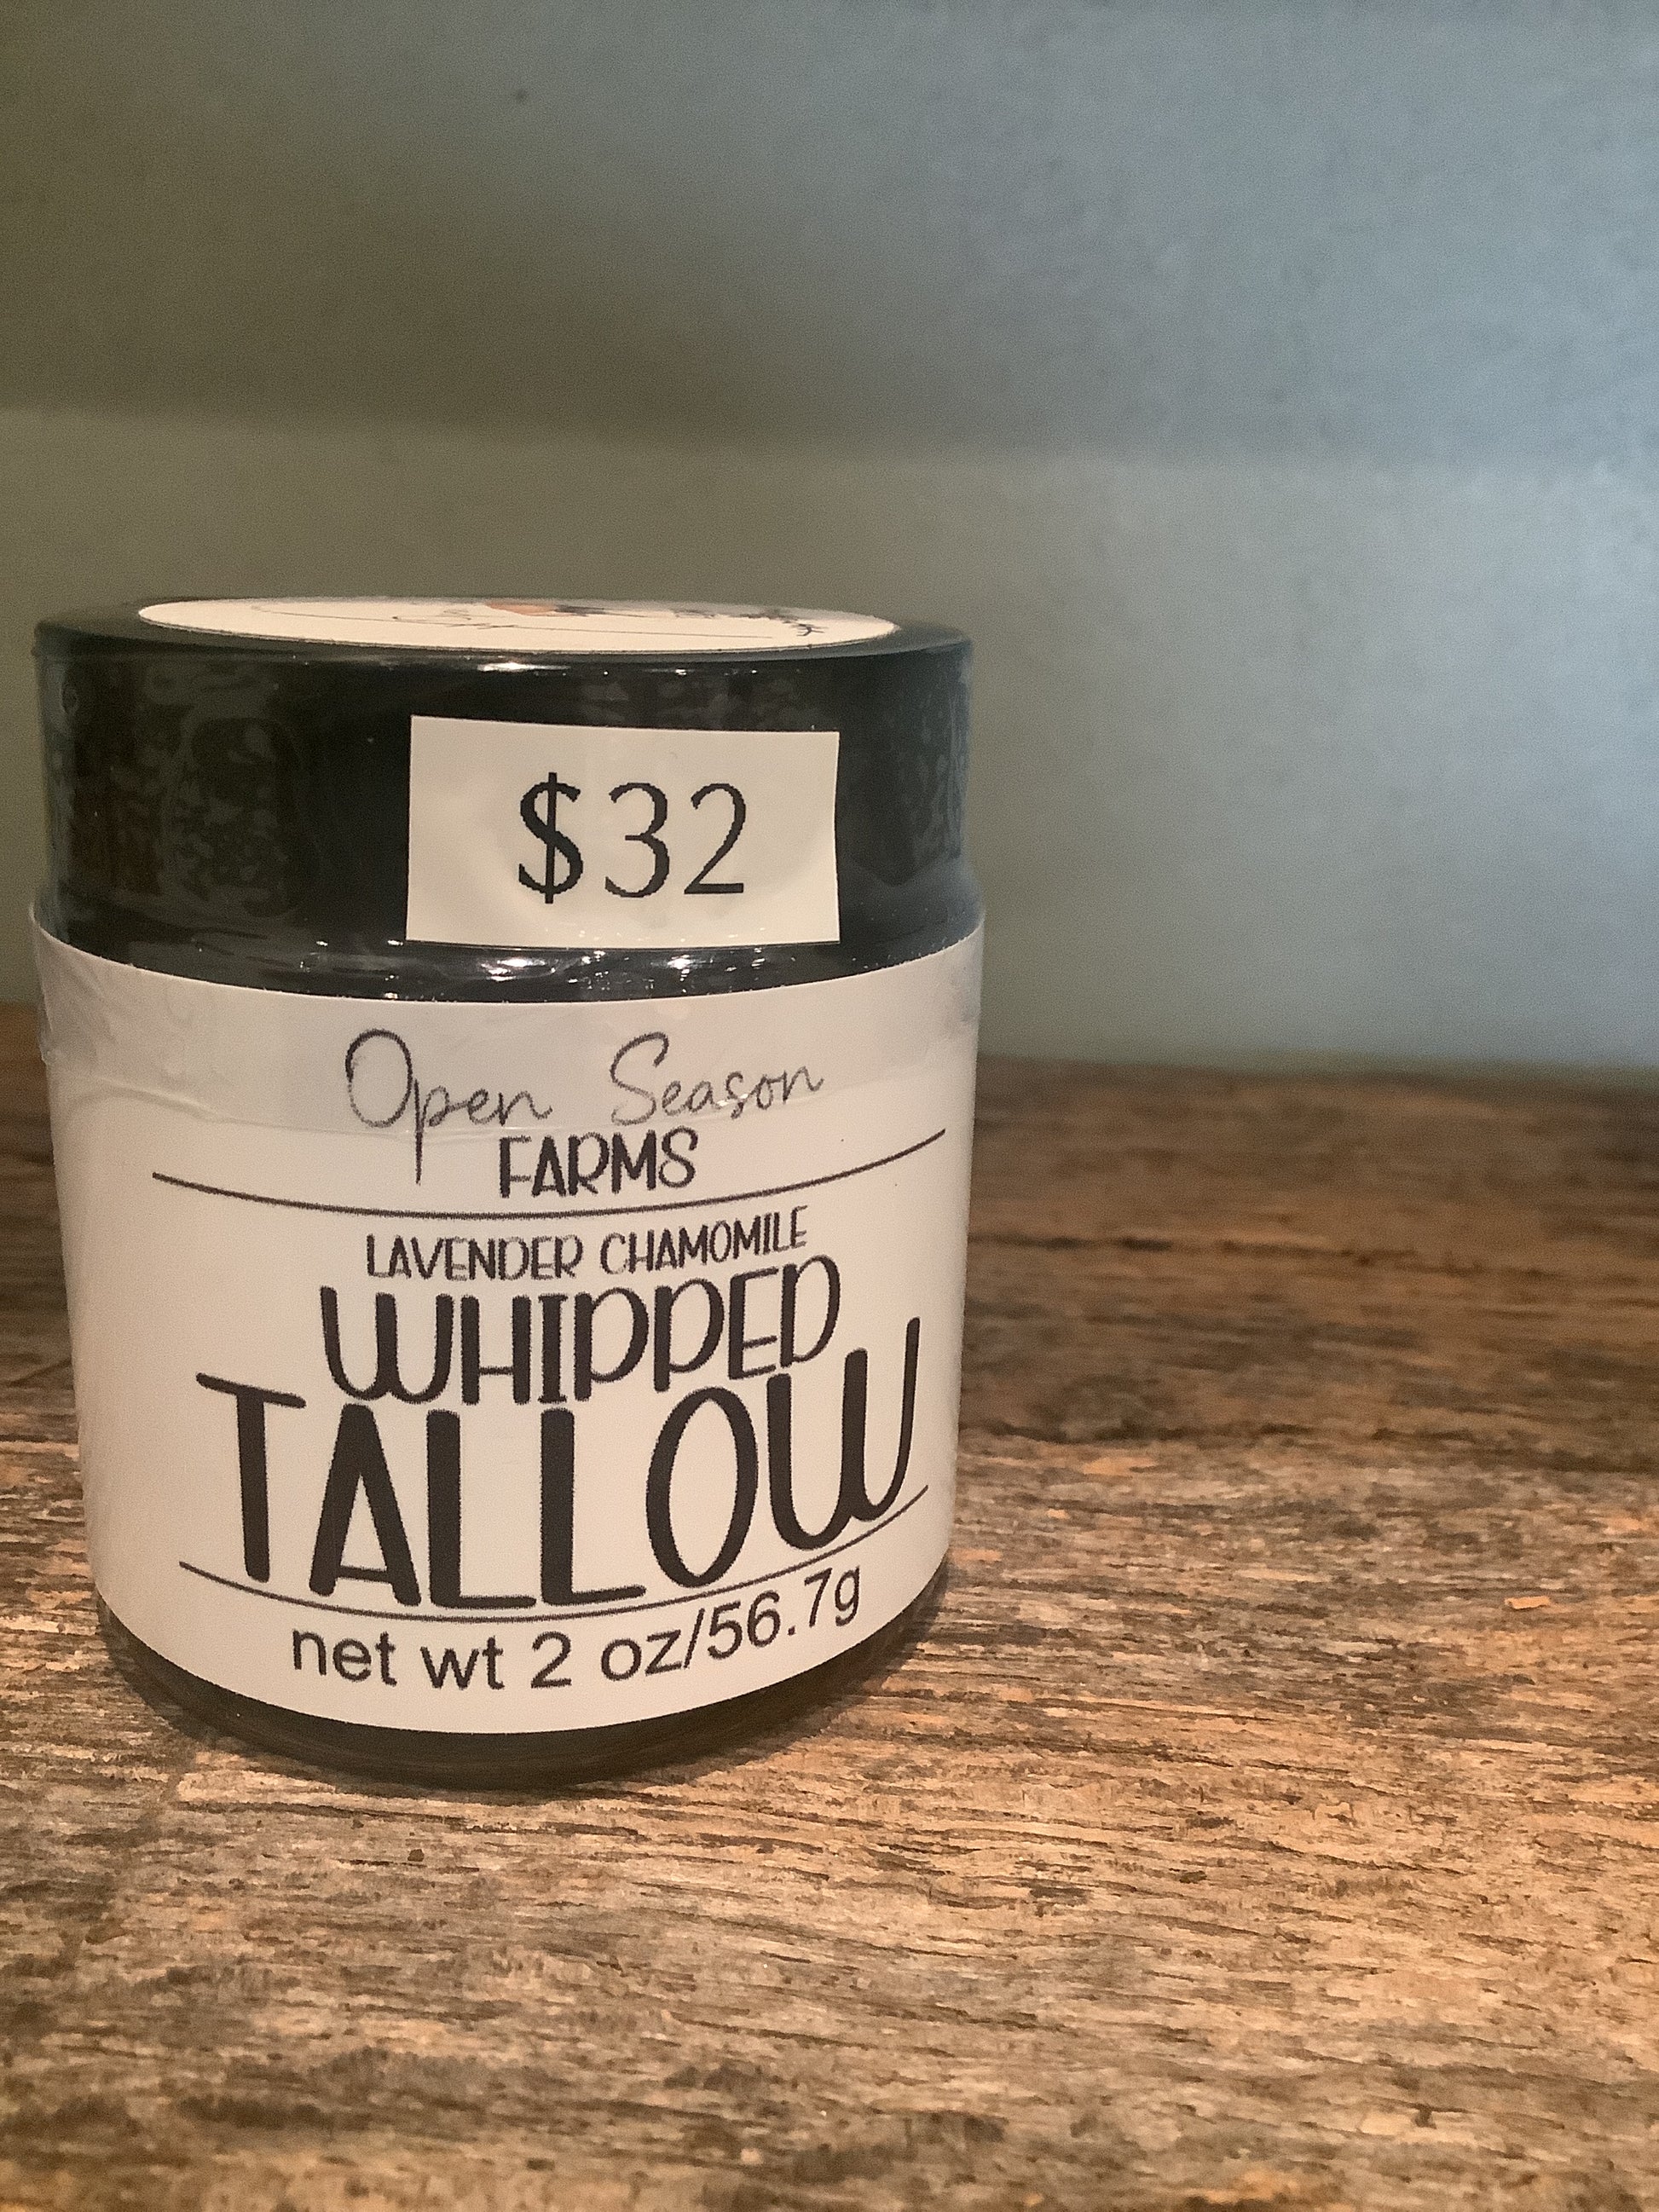 $32
Open Season
FARMS
LAVENDER CHAMOMILE
WHIPPED
TALLOW
net wt 2 oz/56.7g